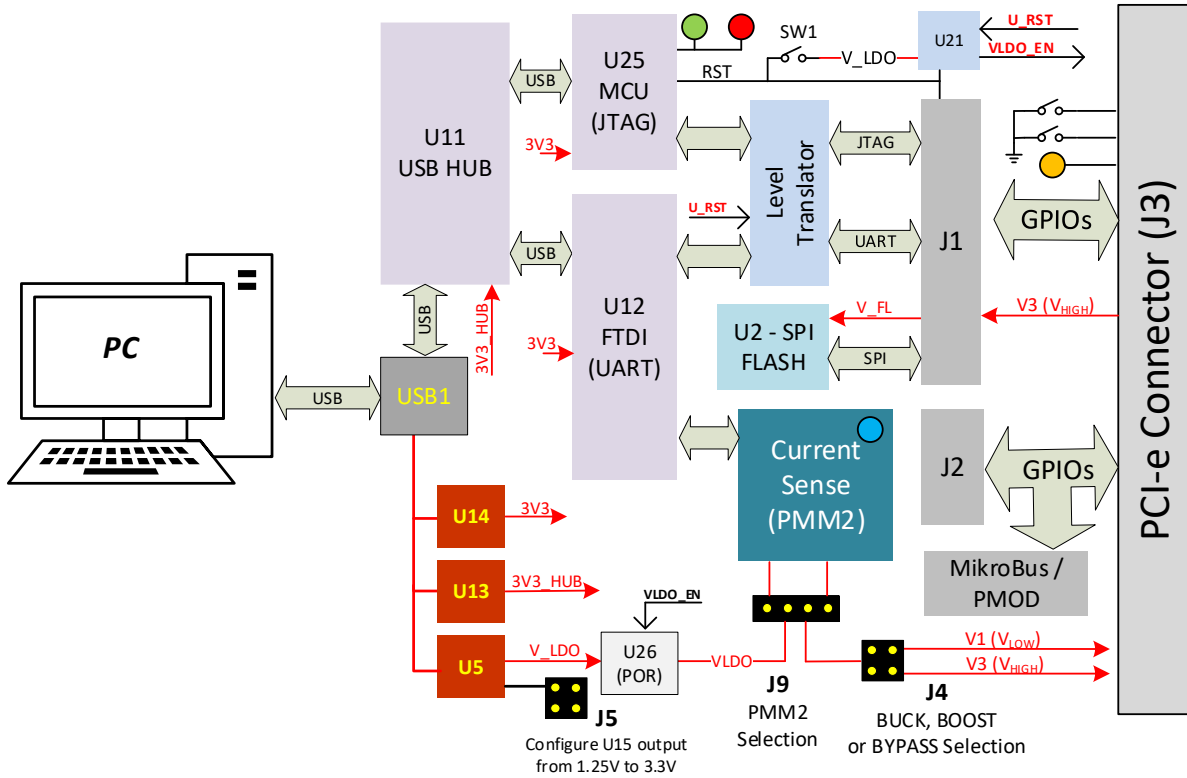 U11
USB HUB
USB
U25
MCU
(JTAG)
3V3
RST
SW1
V_LDO
U21
U_RST
VLDO_EN
Level
Translator
JTAG
UART
U_RST
USB
U12
FTDI
(UART)
3V3
J1
GPIOs
PCI-e Connector (J3)
V3 (VHIGH)
V_FL
U2 - SPI
FLASH
SPI
PC
USB
USB
USB1
3V3_HUB
Current
Sense
(PMM2)
J2
GPIOs
MikroBus /
PMOD
U14
3V3
U13
3V3_HUB
U5
V_LDO
VLDO_EN
U26
(POR)
VLDO
V1 (VLOW)
V3 (VHIGH)
J5
Configure U15 output
from 1.25V to 3.3V
J9
PMM2
Selection
J4
BUCK, BOOST
or BYPASS Selection